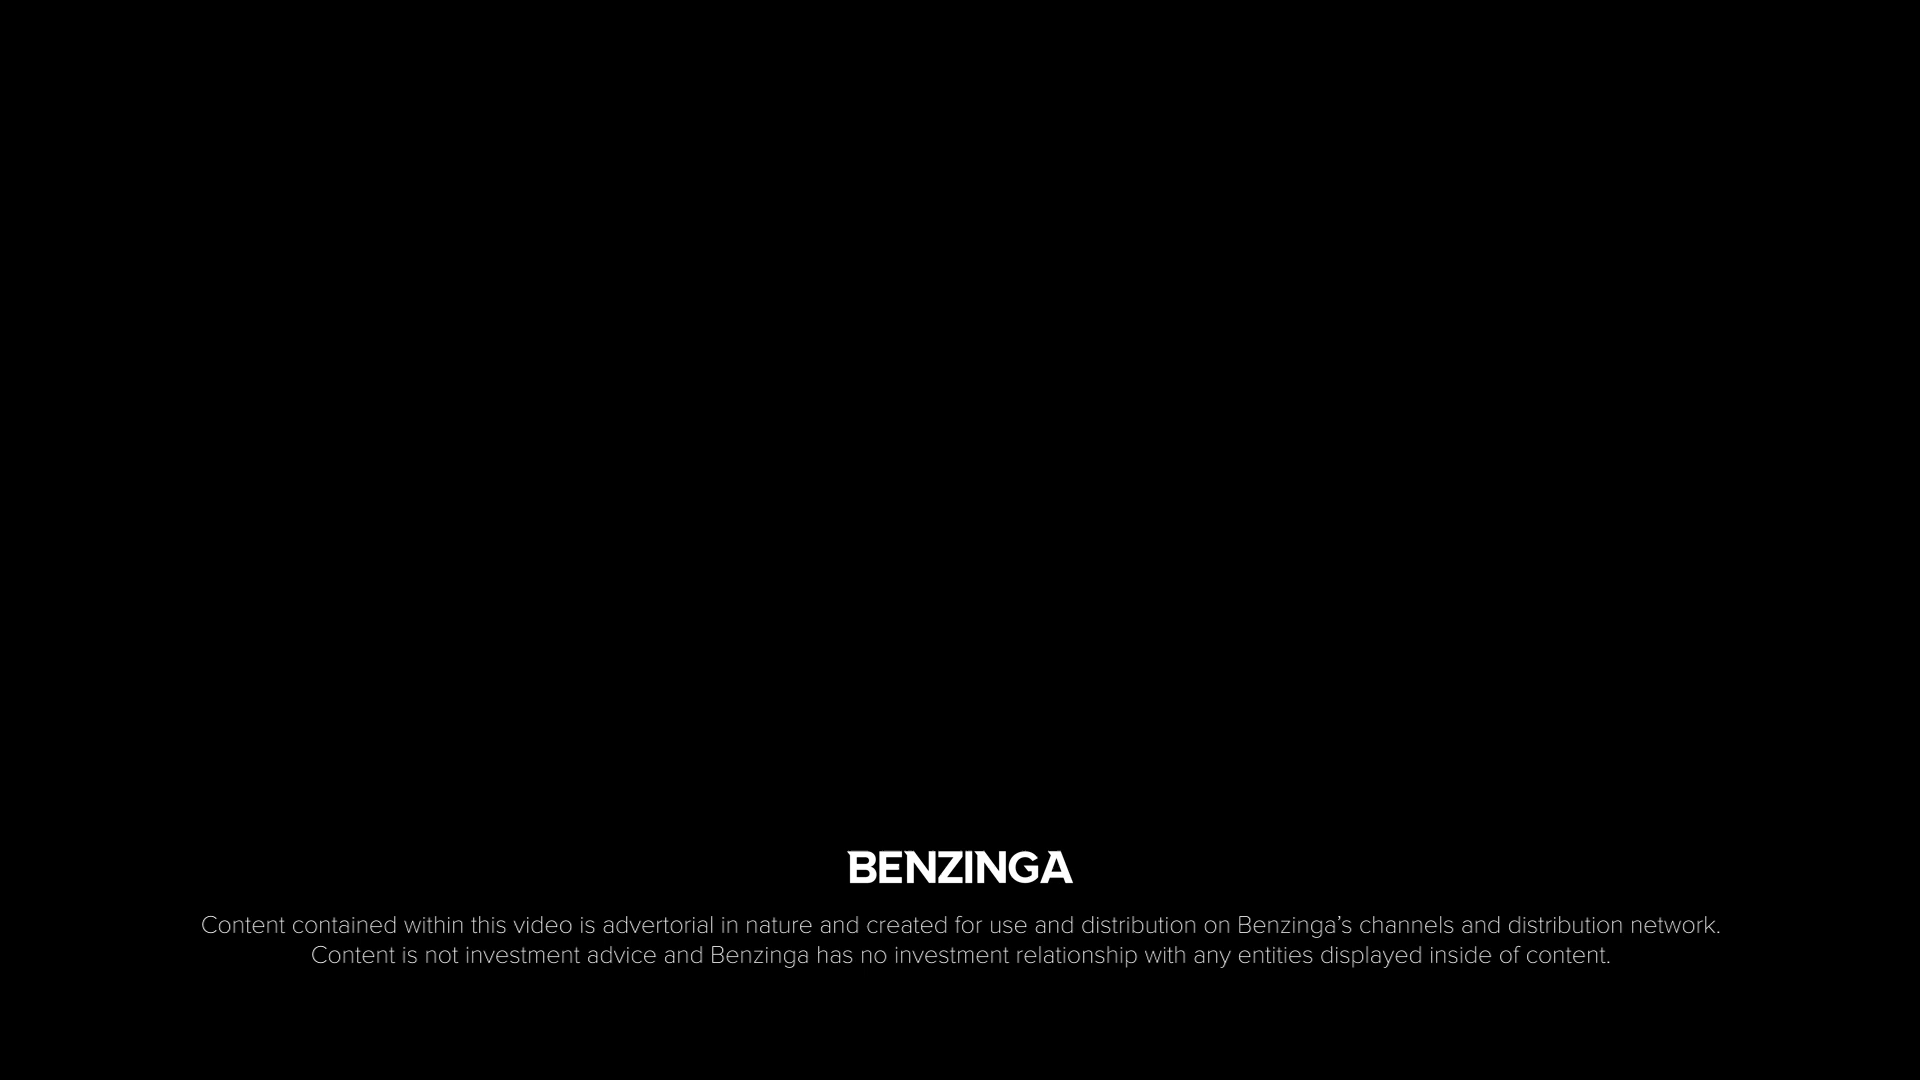 BENZINGA
Content contained within this video is advertorial in nature and created for use and distribution on Benzinga’s channels and distribution network.
Content is not investment advice and Benzinga has no investment relationship with any entities displayed inside of content.